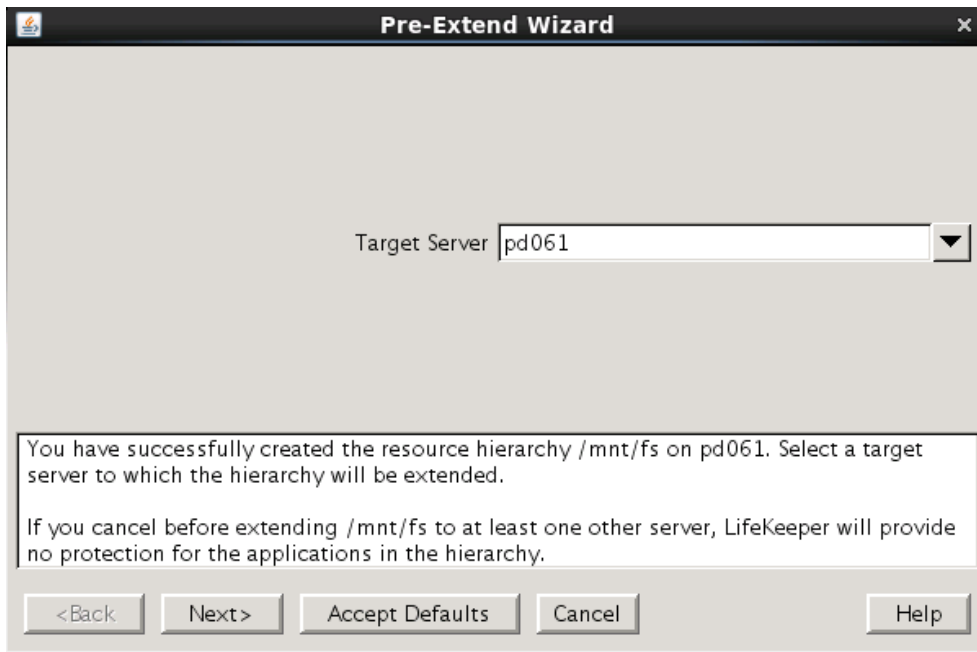 Pre-Extend Wizard
Target Server pd061
You have successfully created the resource hierarchy /mnt/fs on pd061. Select a target
server to which the hierarchy will be extended.
If you cancel before extending /mnt/fs to at least one other server, LifeKeeper will provide
no protection for the applications in the hierarchy.
<Back Next> Accept Defaults Cancel Help